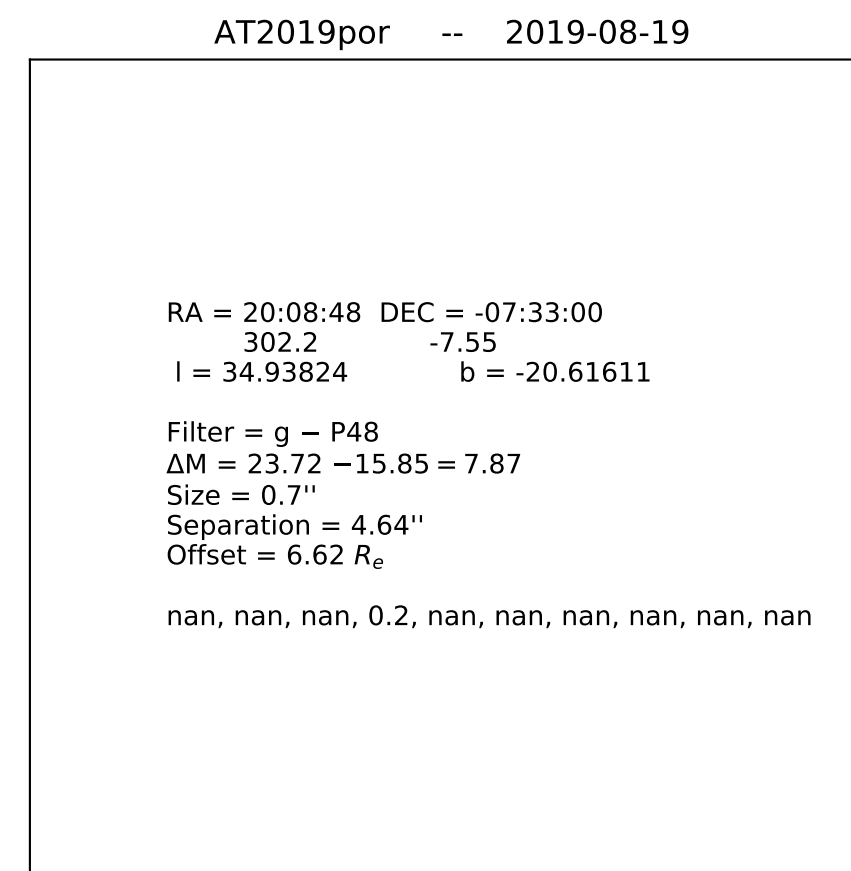 AT2019por -- 2019-08-19
RA = 20:08:48 DEC = -07:33:00
302.2 -7.55
l = 34.93824 b = -20.61611
Filter = g − P48
ΔM = 23.72 −15.85 = 7.87
Size = 0.7''
Separation = 4.64''
Offset = 6.62 Re
nan, nan, nan, 0.2, nan, nan, nan, nan, nan, nan